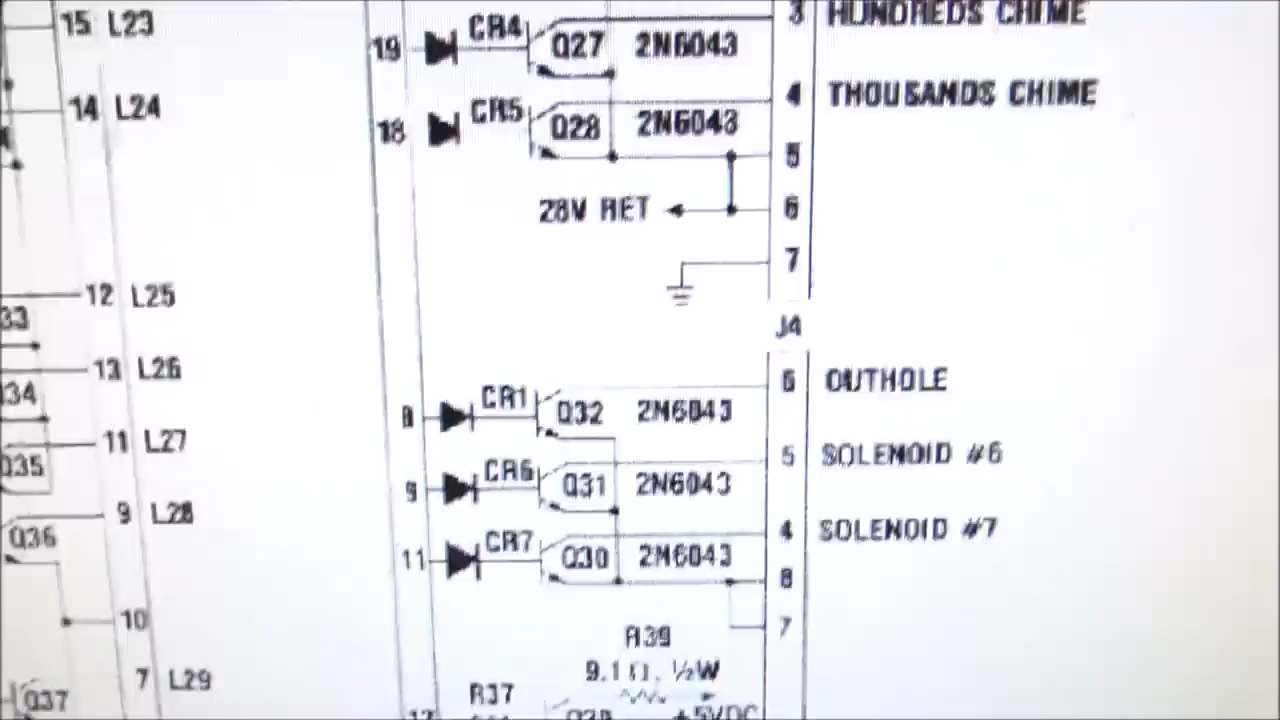 15 L23
14 L24
12 L25
33
13 L26
34
11 L27
Q35
9 L28
Q36
10
7 L29
Q37
3 HUNDREDS CHIME
19 CR4 Q27 2N6043
4 THOUSANDS CHIME
18 CR5 Q28 2N6043
5
28V RET 6
7
J4
6 OUTHOLE
8 CR1 Q32 2N6043
5 SOLENOID #6
9 CR6 Q31 2N6043
4 SOLENOID #7
11 CR7 Q30 2N6043
8
7
R39
9.1Ω, ½W
R37
+5VDC